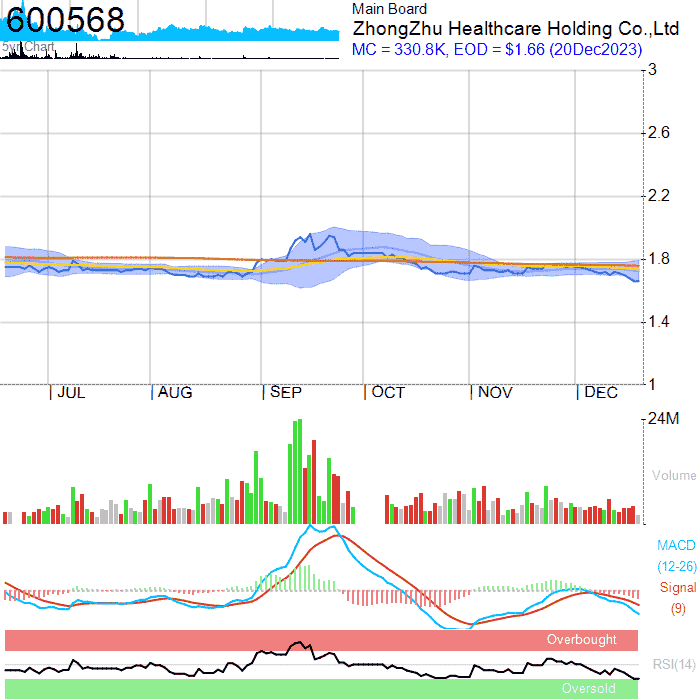 600568
5yr Chart
Main Board
ZhongZhu Healthcare Holding Co.,Ltd
MC = 330.8K, EOD = $1.66 (20Dec2023)
3
2.6
2.2
1.8
1.4
1
JUL AUG SEP OCT NOV DEC
24M
Volume
MACD
(12-26)
Signal
(9)
Overbought
RSI(14)
Oversold